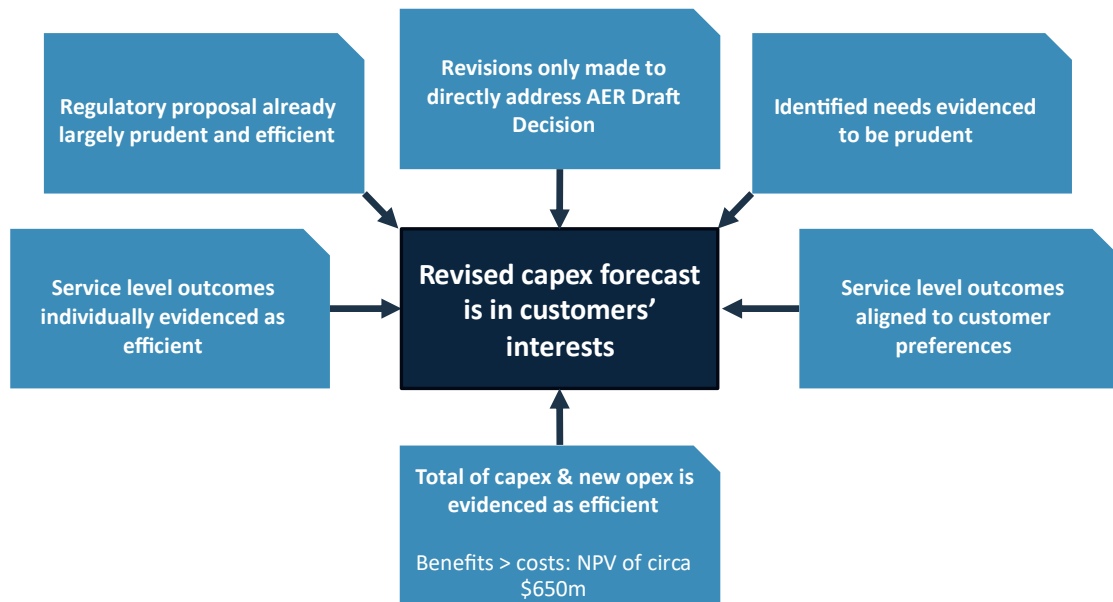 Regulatory proposal already
largely prudent and efficient
Revisions only made to
directly address AER Draft
Decision
Identified needs evidenced
to be prudent
Service level outcomes
individually evidenced as
efficient
Revised capex forecast
is in customers’
interests
Service level outcomes
aligned to customer
preferences
Total of capex & new opex is
evidenced as efficient
Benefits > costs: NPV of circa
$650m